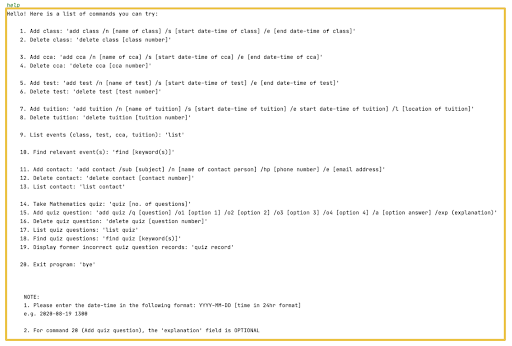 help
Hello! Here is a list of commands you can try:
1. Add class: 'add class /n [name of class] /s [start date-time of class] /e [end date-time of class]'
2. Delete class: 'delete class [class number]'
3. Add cca: 'add cca /n [name of cca] /s [start date-time of cca] /e [end date-time of cca]'
4. Delete cca: 'delete cca [cca number]'
5. Add test: 'add test /n [name of test] /s [start date-time of test] /e [end date-time of test]'
6. Delete test: 'delete test [test number]'
7. Add tuition: 'add tuition /n [name of tuition] /s [start date-time of tuition] /e start date-time of tuition] /l [location of tuition]'
8. Delete tuition: 'delete tuition [tuition number]'
9. List events (class, test, cca, tuition): 'list'
10. Find relevant event(s): 'find [keyword(s)]'
11. Add contact: 'add contact /sub [subject] /n [name of contact person] /hp [phone number] /e [email address]'
12. Delete contact: 'delete contact [contact number]'
13. List contact: 'list contact'
14. Take Mathematics quiz: 'quiz [no. of questions]'
15. Add quiz question: 'add quiz /q [question] /o1 [option 1] /o2 [option 2] /o3 [option 3] /o4 [option 4] /a [option answer] /exp (explanation]'
16. Delete quiz question: 'delete quiz [question number]'
17. List quiz questions: 'list quiz'
18. Find quiz questions: 'find quiz [keyword(s)]'
19. Display former incorrect quiz question records: 'quiz record'
20. Exit program: 'bye'
NOTE:
1. Please enter the date-time in the following format: YYYY-MM-DD [time in 24hr format]
e.g. 2020-08-19 1300
2. For command 20 (Add quiz question), the 'explanation' field is OPTIONAL